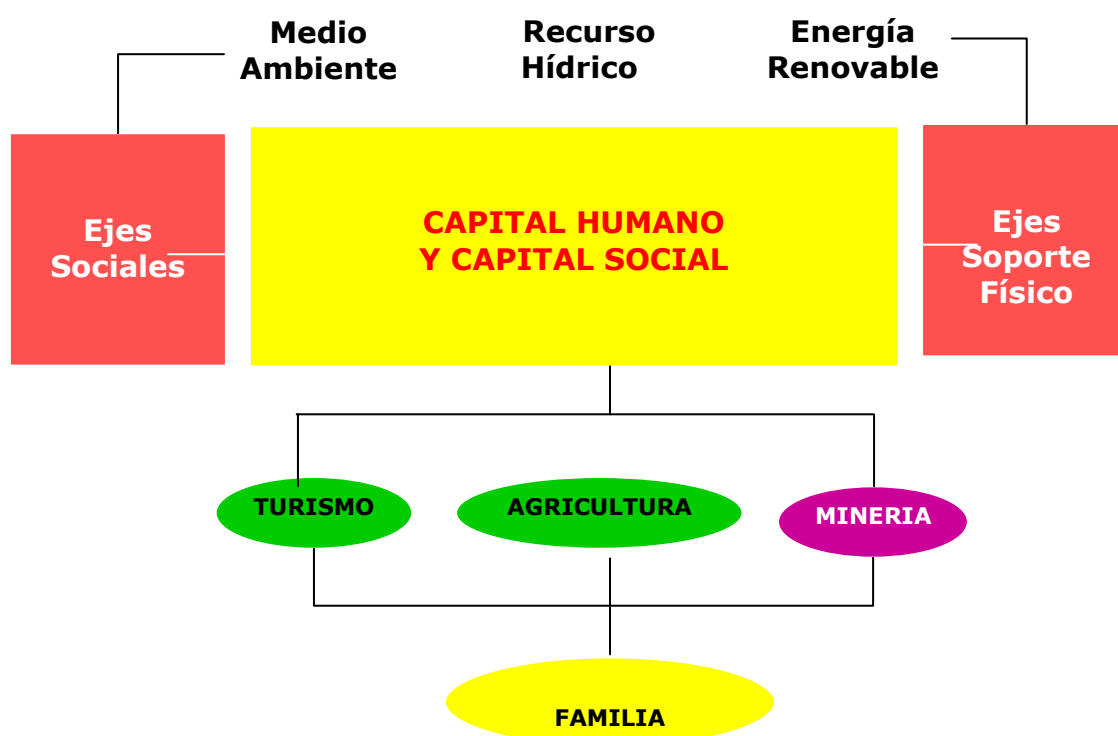 Medio
Ambiente
Recurso
Hídrico
Energía
Renovable
Ejes
Sociales
CAPITAL HUMANO
Y CAPITAL SOCIAL
Ejes
Soporte
Físico
TURISMO
AGRICULTURA
MINERIA
FAMILIA